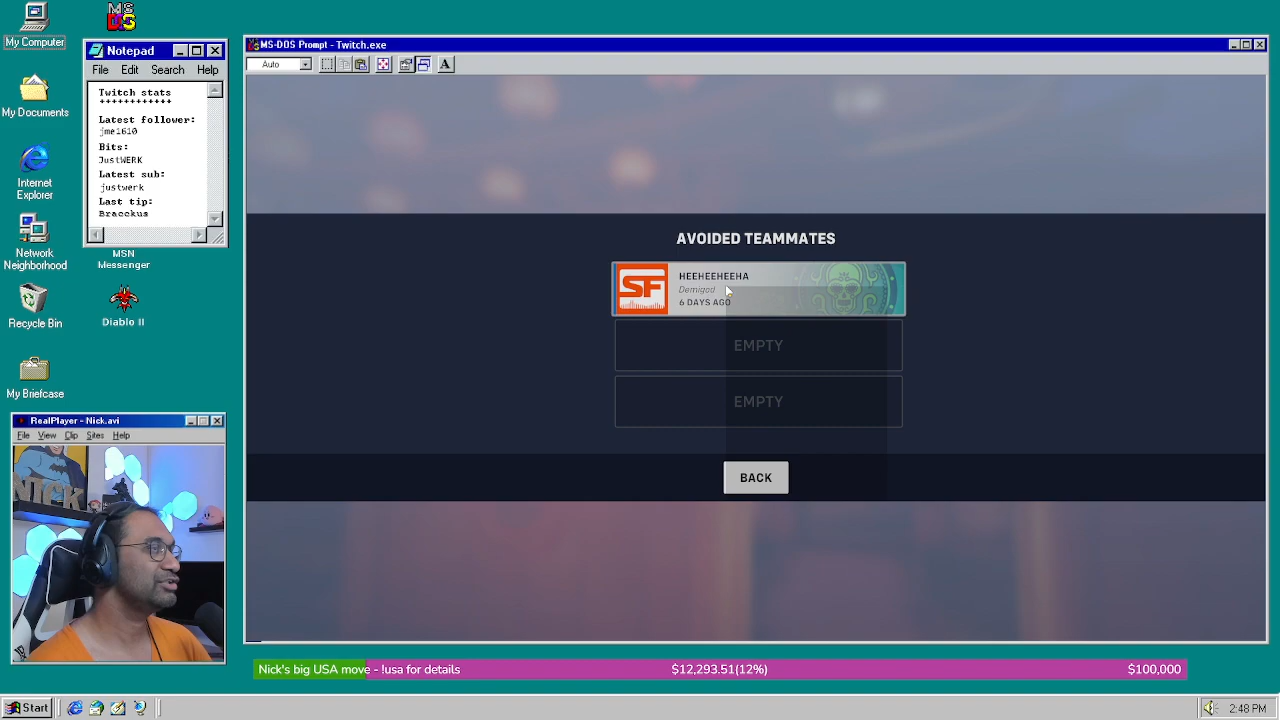 My Computer
My Documents
Internet
Explorer
Network
Neighborhood
Recycle Bin
My Briefcase
MS
DOS
Notepad
File Edit Search Help
Twitch stats
************
Latest follower:
jme1610
Bits:
JustWERK
Latest sub:
justwerk
Last tip:
Bracckus
MSN
Messenger
Diablo II
MS-DOS Prompt - Twitch.exe
Auto
A
AVOIDED TEAMMATES
SF
HEEHEEHEEHA
Demigod
6 DAYS AGO
EMPTY
EMPTY
BACK
RealPlayer - Nick.avi
File View Clip Sites Help
NICK
Nick's big USA move - !usa for details
$12,293.51(12%)
$100,000
Start
2:48 PM